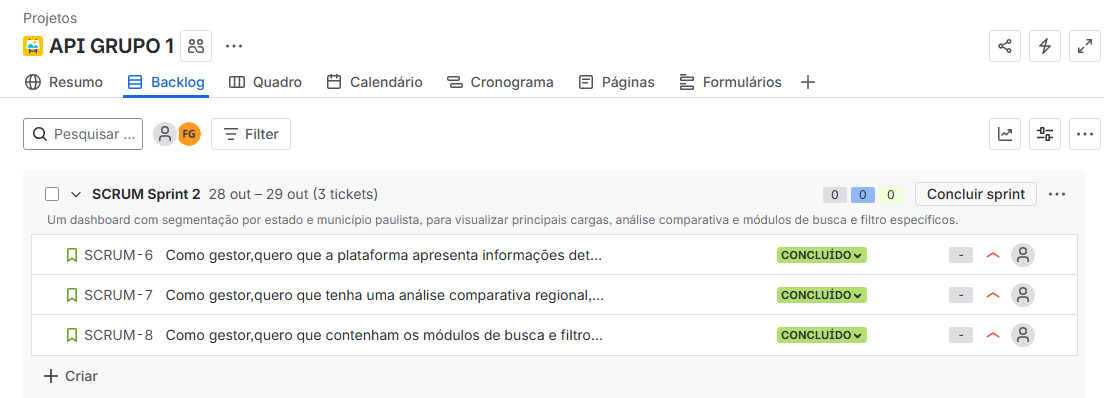 Projetos
API GRUPO 1
Resumo Backlog Quadro Calendário Cronograma Páginas Formulários
Pesquisar ... FG Filter
SCRUM Sprint 2 28 out – 29 out (3 tickets) 0 0 0 Concluir sprint
Um dashboard com segmentação por estado e município paulista, para visualizar principais cargas, análise comparativa e módulos de busca e filtro específicos.
SCRUM-6 Como gestor,quero que a plataforma apresenta informações det... CONCLUÍDO -
SCRUM-7 Como gestor,quero que tenha uma análise comparativa regional,... CONCLUÍDO -
SCRUM-8 Como gestor,quero que contenham os módulos de busca e filtro... CONCLUÍDO -
Criar